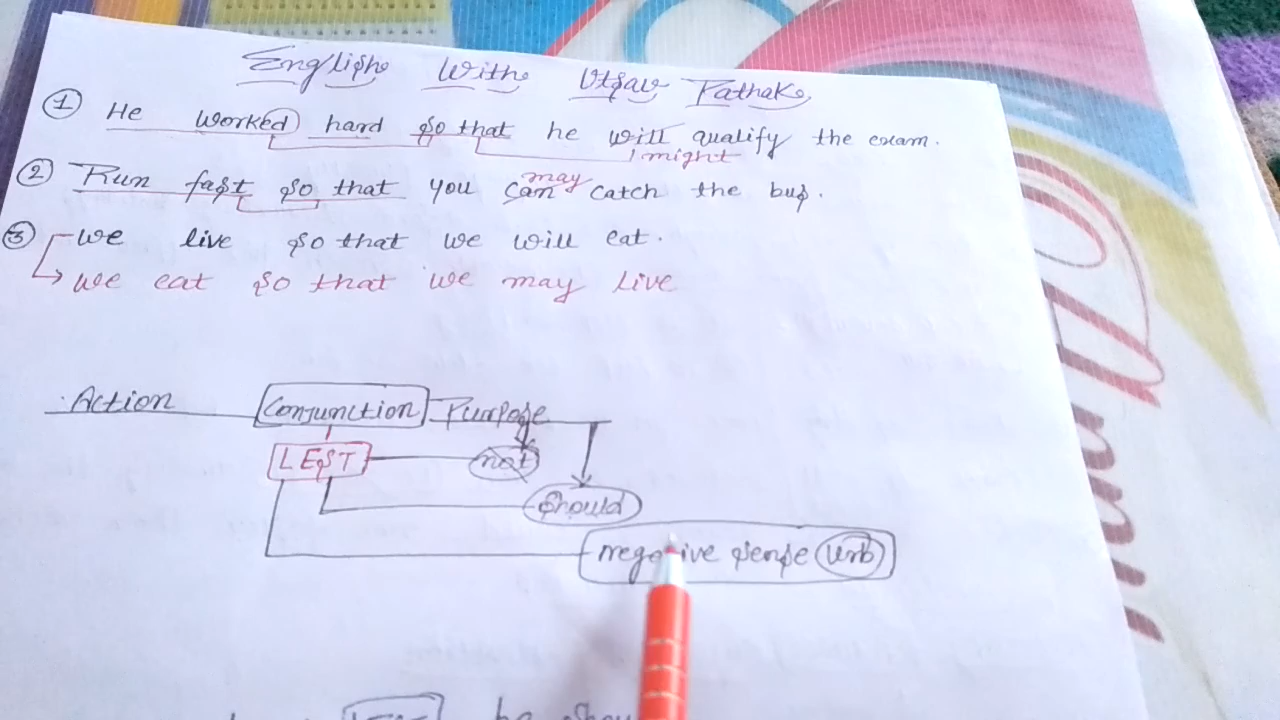 English With Utsav Pathak
① He worked hard so that he will qualify the exam.
might
② Run fast so that you can catch the bus.
may
③ we live so that we will eat.
we eat so that we may live
Action Conjunction Purpose
LEST not
should
negative sense verb
he